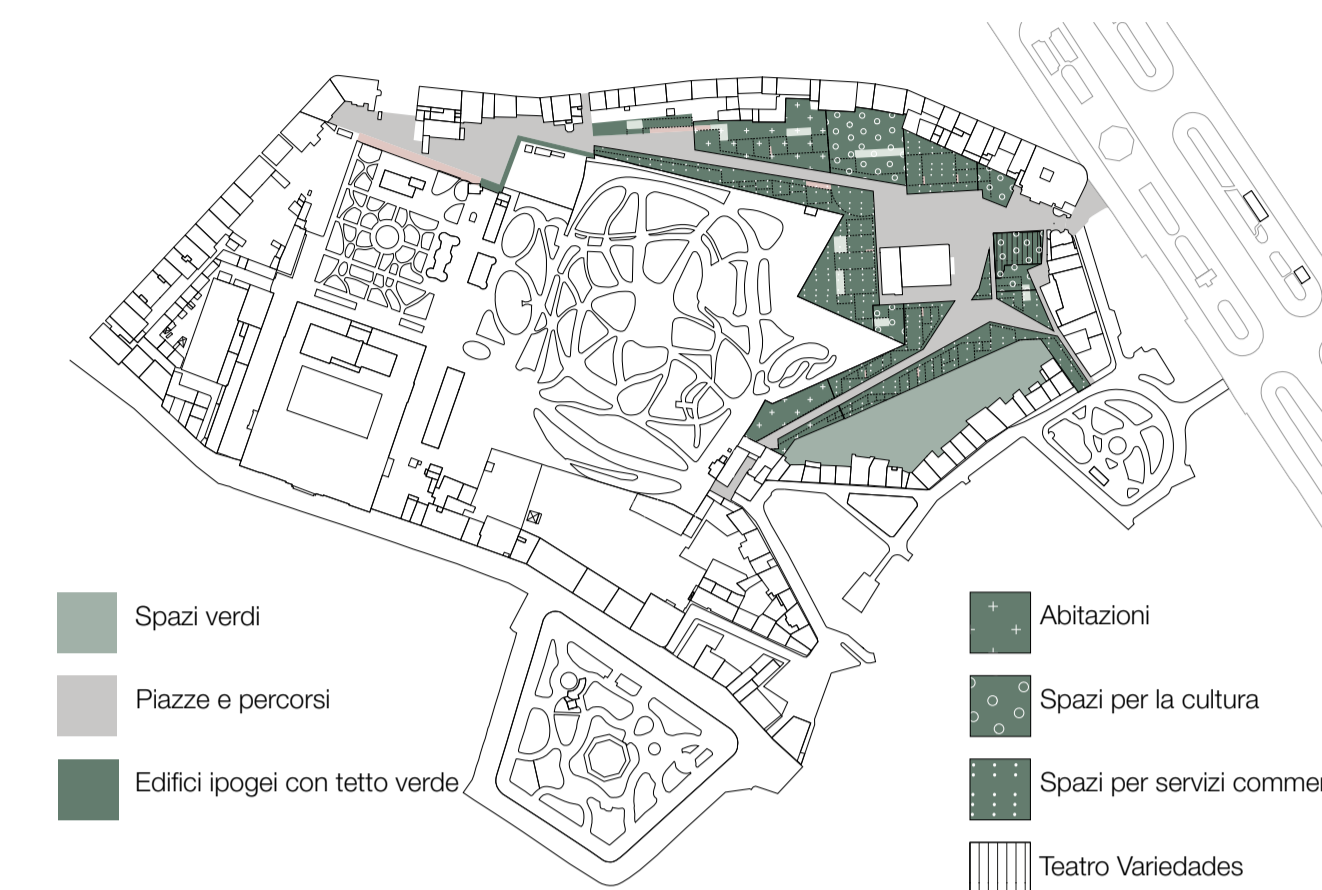 Spazi verdi
Piazze e percorsi
Edifici ipogei con tetto verde
Abitazioni
Spazi per la cultura
Spazi per servizi
Teatro Variedades